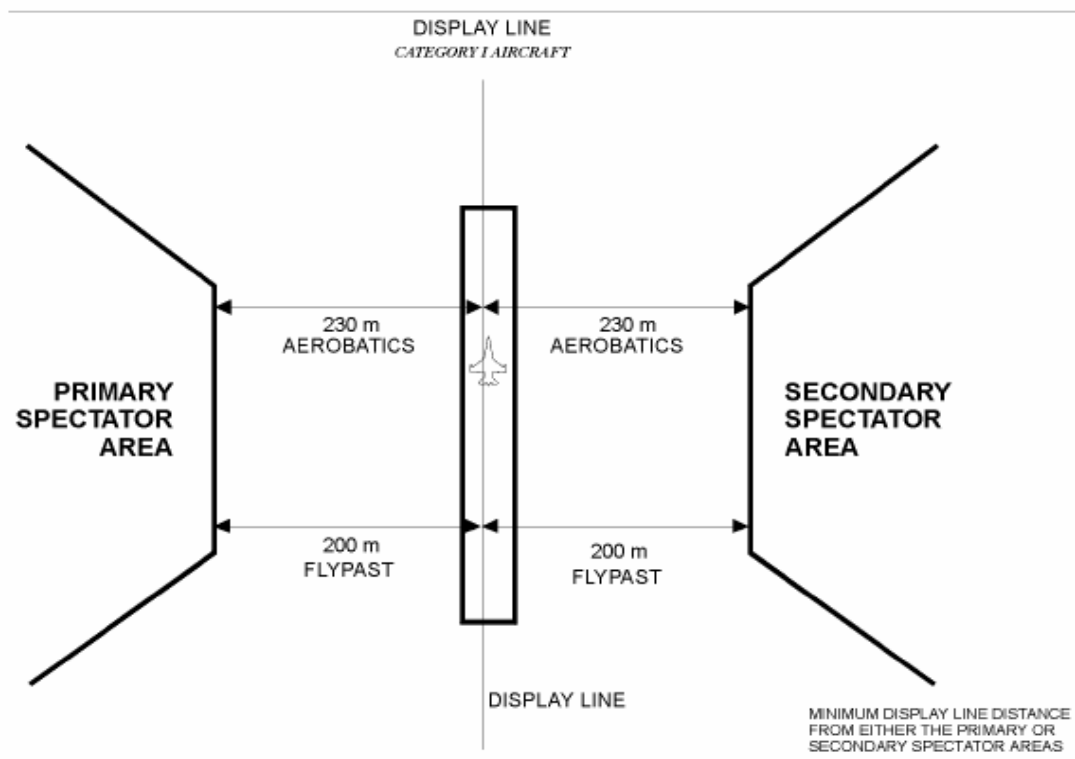 DISPLAY LINE
CATEGORY I AIRCRAFT
230 m
AEROBATICS
230 m
AEROBATICS
PRIMARY
SPECTATOR
AREA
SECONDARY
SPECTATOR
AREA
200 m
FLYPAST
200 m
FLYPAST
DISPLAY LINE
MINIMUM DISPLAY LINE DISTANCE
FROM EITHER THE PRIMARY OR
SECONDARY SPECTATOR AREAS